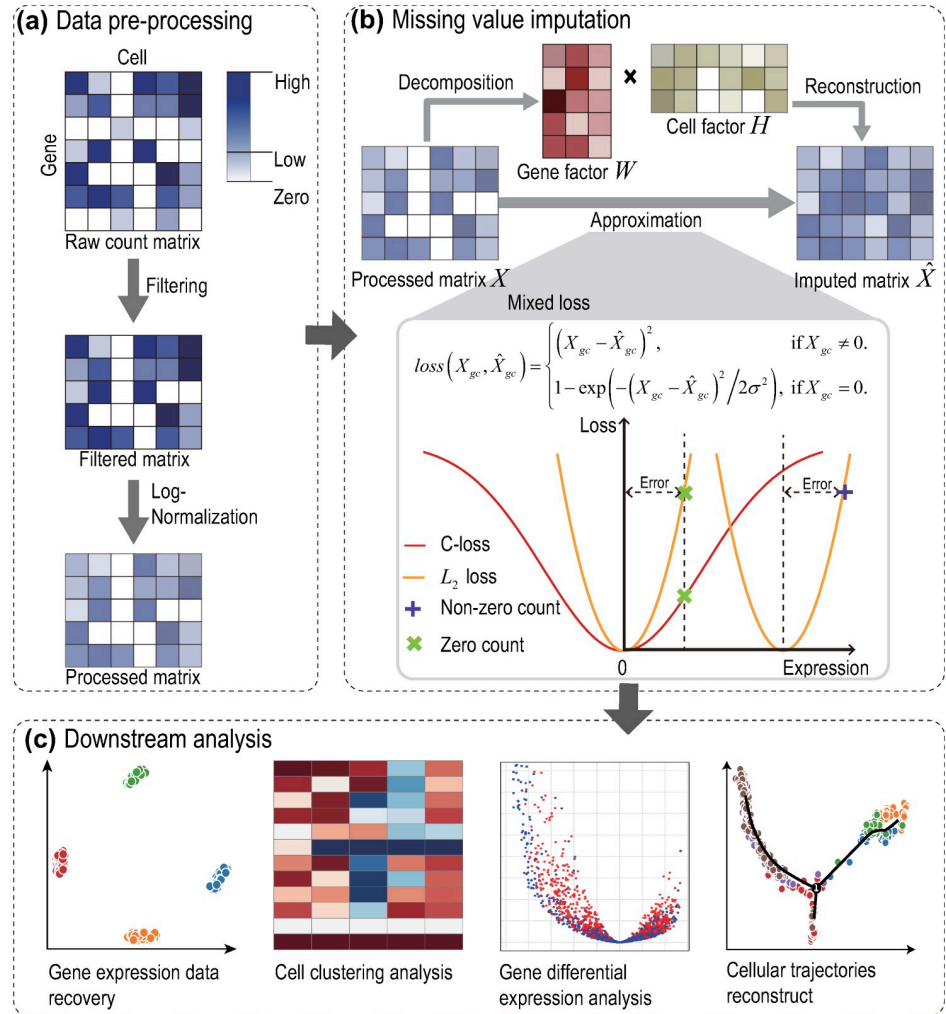 (a) Data pre-processing
Cell
Gene
High
Low
Zero
Raw count matrix
Filtering
Filtered matrix
Log-
Normalization
Processed matrix
(b) Missing value imputation
Decomposition
×
Reconstruction
Gene factor W
Cell factor H
Approximation
Processed matrix X
Imputed matrix X̂
Mixed loss
loss(X_gc, X̂_gc) = { (X_gc − X̂_gc)², if X_gc ≠ 0.
1−exp(−(X_gc − X̂_gc)²/2σ²), if X_gc = 0.
Loss
Error
Error
C-loss
L₂ loss
Non-zero count
Zero count
0
Expression
(c) Downstream analysis
Gene expression data
recovery
Cell clustering analysis
Gene differential
expression analysis
1
Cellular trajectories
reconstruct